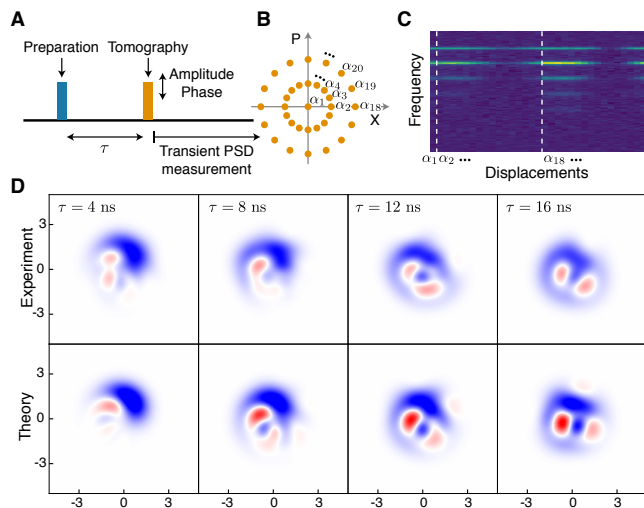 A
Preparation
Tomography
Amplitude
Phase
τ
Transient PSD
measurement
B
P
X
α₁
α₂
α₃
α₄
α₁₈
α₁₉
α₂₀
C
Frequency
α₁ α₂ •••
α₁₈ •••
Displacements
D
τ = 4 ns
τ = 8 ns
τ = 12 ns
τ = 16 ns
Experiment
3
0
-3
Theory
3
0
-3
-3 0 3
-3 0 3
-3 0 3
-3 0 3